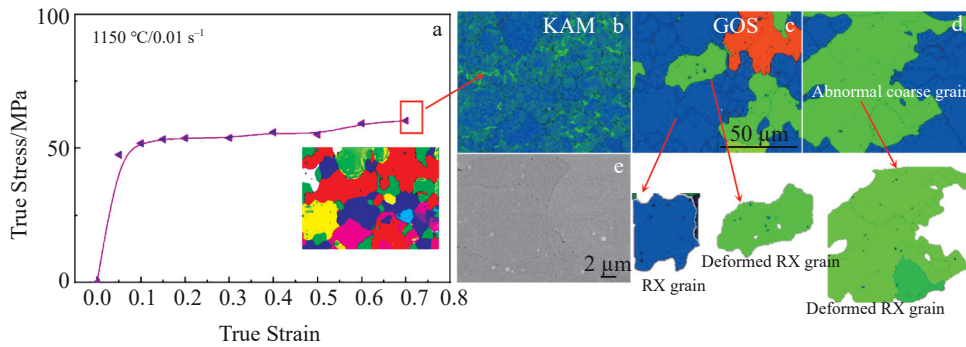 1150 °C/0.01 s⁻¹
a
True Stress/MPa
100
50
0
0.0 0.1 0.2 0.3 0.4 0.5 0.6 0.7 0.8
True Strain
KAM b
GOS c
50 μm
d
Abnormal coarse grain
e
2 μm
RX grain
Deformed RX grain
Deformed RX grain